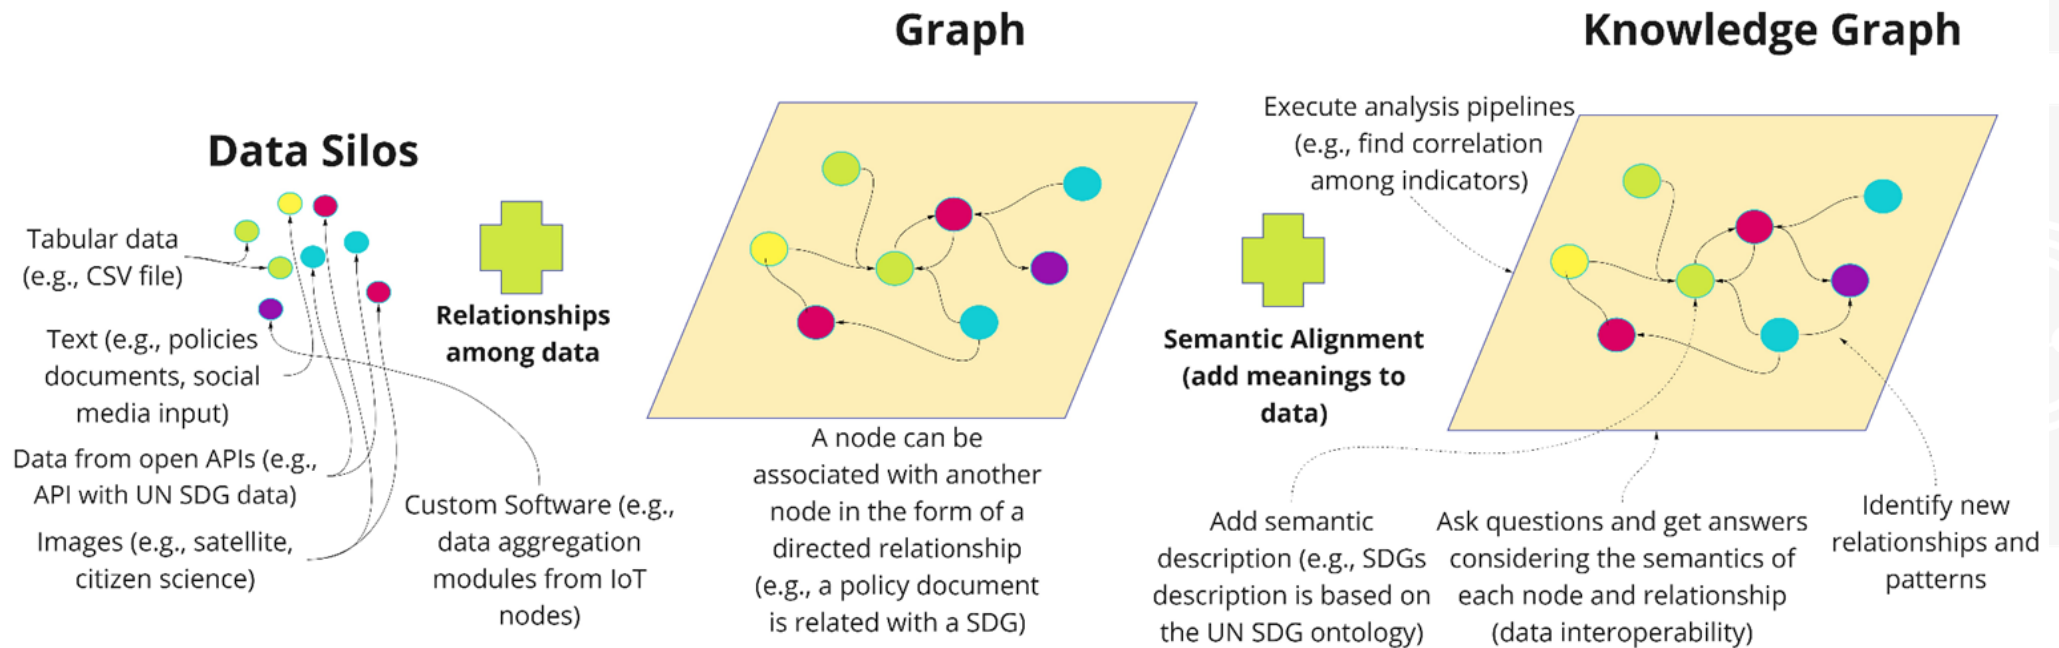 Data Silos
Tabular data
(e.g., CSV file)
Text (e.g., policies
documents, social
media input)
Data from open APIs (e.g.,
API with UN SDG data)
Images (e.g., satellite,
citizen science)
Custom Software (e.g.,
data aggregation
modules from IoT
nodes)
Relationships
among data
Graph
A node can be
associated with another
node in the form of a
directed relationship
(e.g., a policy document
is related with a SDG)
Semantic Alignment
(add meanings to
data)
Knowledge Graph
Execute analysis pipelines
(e.g., find correlation
among indicators)
Add semantic
description (e.g., SDGs
description is based on
the UN SDG ontology)
Ask questions and get answers
considering the semantics of
each node and relationship
(data interoperability)
Identify new
relationships and
patterns